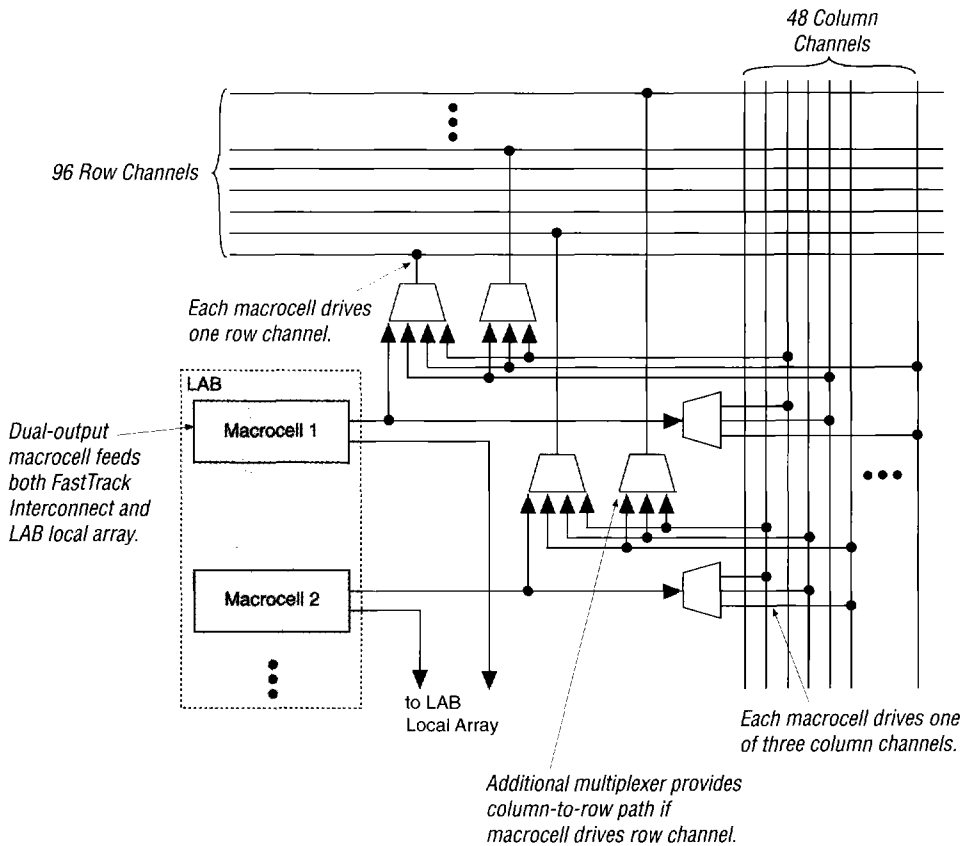 48 Column
Channels
96 Row Channels
Each macrocell drives
one row channel.
LAB
Macrocell 1
Dual-output
macrocell feeds
both FastTrack
Interconnect and
LAB local array.
Macrocell 2
to LAB
Local Array
Each macrocell drives one
of three column channels.
Additional multiplexer provides
column-to-row path if
macrocell drives row channel.